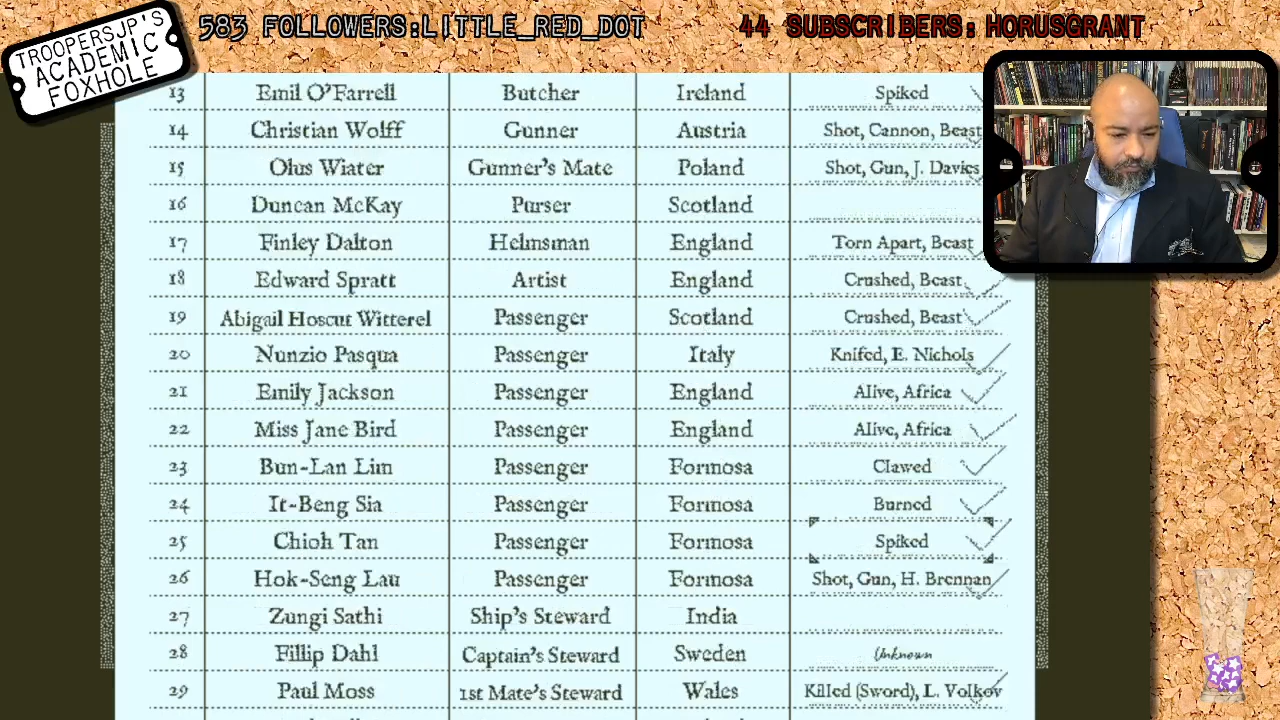 TROOPERSJP'S
ACADEMIC
FOXHOLE
583 FOLLOWERS:LITTLE_RED_DOT
44 SUBSCRIBERS: HORUSGRANT
13 Emil O'Farrell Butcher Ireland Spiked
14 Christian Wolff Gunner Austria Shot, Cannon, Beast
15 Olus Wiater Gunner's Mate Poland Shot, Gun, J. Davies
16 Duncan McKay Purser Scotland
17 Finley Dalton Helmsman England Torn Apart, Beast
18 Edward Spratt Artist England Crushed, Beast
19 Abigail Hoscut Witterel Passenger Scotland Crushed, Beast
20 Nunzio Pasqua Passenger Italy Knifed, E. Nichols
21 Emily Jackson Passenger England Alive, Africa
22 Miss Jane Bird Passenger England Alive, Africa
23 Bun-Lan Lim Passenger Formosa Clawed
24 It-Beng Sia Passenger Formosa Burned
25 Chioh Tan Passenger Formosa Spiked
26 Hok-Seng Lau Passenger Formosa Shot, Gun, H. Brennan
27 Zungi Sathi Ship's Steward India
28 Fillip Dahl Captain's Steward Sweden Unknown
29 Paul Moss 1st Mate's Steward Wales Killed (Sword), L. Volkov